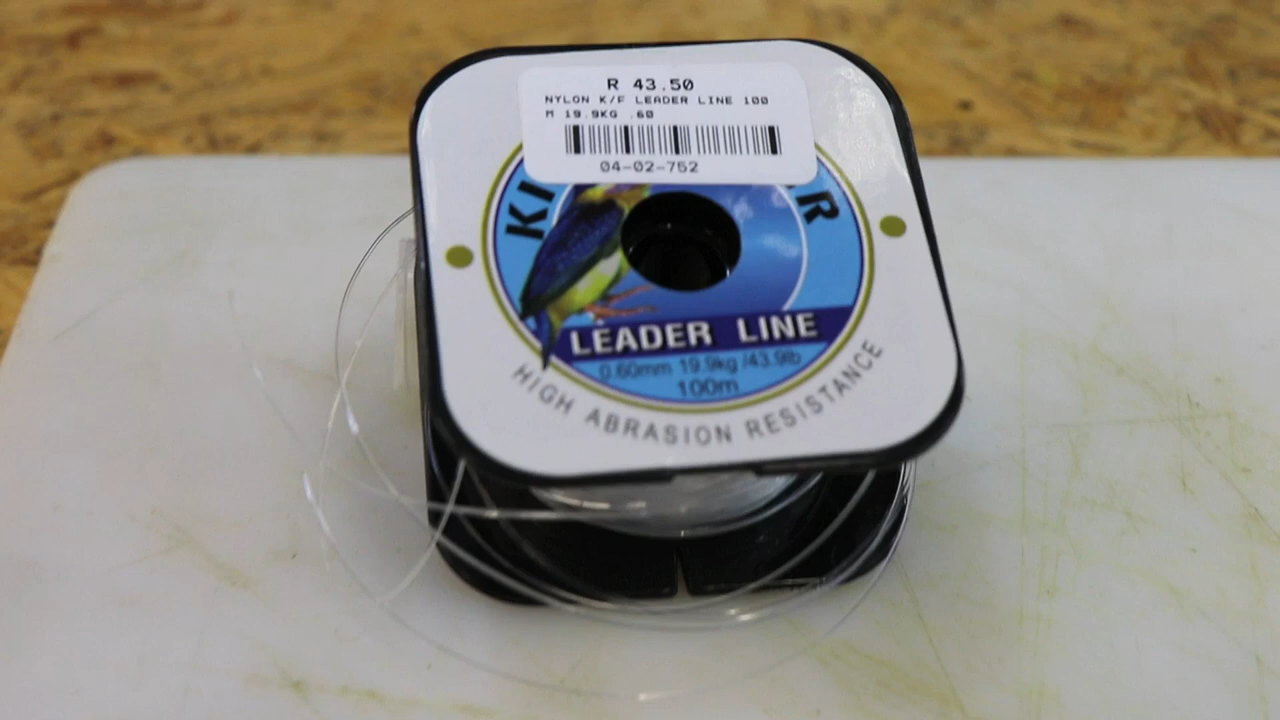 R 43.50
NYLON K/F LEADER LINE 100
M 19.9KG .60
04-02-752
LEADER LINE
0.60mm 19.9kg /43.9lb
100m
HIGH ABRASION RESISTANCE